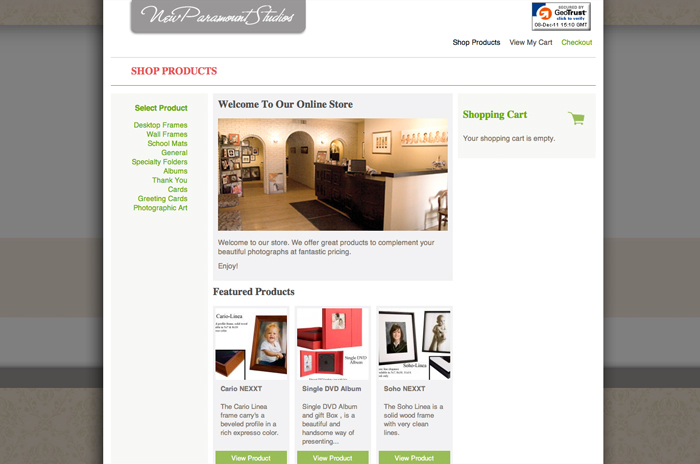 New Paramount Studios
SECURED BY
GeoTrust
click to verify
08-Dec-11 15:10 GMT
Shop Products View My Cart Checkout
SHOP PRODUCTS
Select Product
Desktop Frames
Wall Frames
School Mats
General
Specialty Folders
Albums
Thank You
Cards
Greeting Cards
Photographic Art
Welcome To Our Online Store
Welcome to our store. We offer great products to complement your
beautiful photographs at fantastic pricing.
Enjoy!
Shopping Cart
Your shopping cart is empty.
Featured Products
Cario-Linea
Single DVD
Album
Soho-Linea
Cario NEXXT
The Cario Linea
frame carry's a
beveled profile in a
rich expresso color.
View Product
Single DVD Album
Single DVD Album
and gift Box , is a
beautiful and
handsome way of
presenting...
View Product
Soho NEXXT
The Soho Linea is a
solid wood frame
with very clean
lines.
View Product